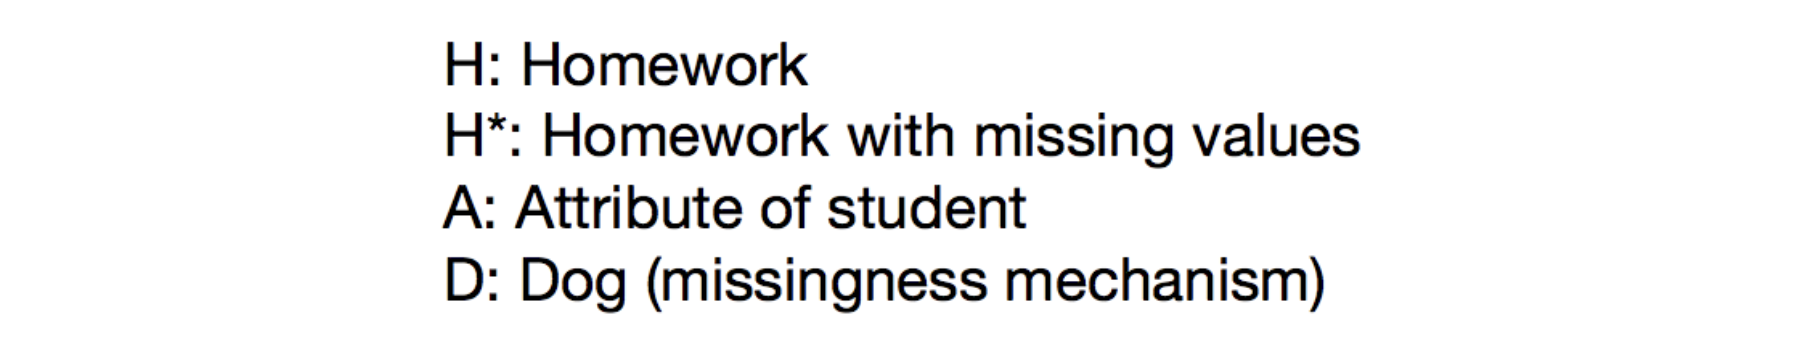 H: Homework
H*: Homework with missing values
A: Attribute of student
D: Dog (missingness mechanism)